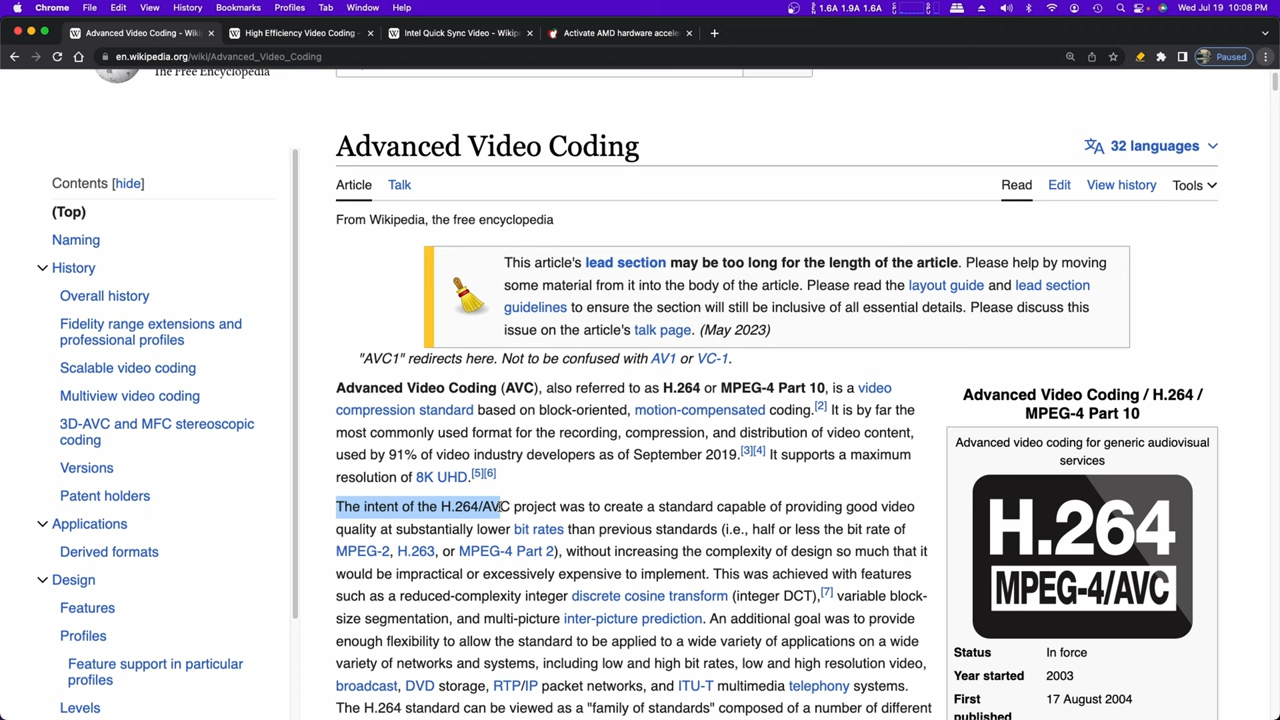 Chrome File Edit View History Bookmarks Profiles Tab Window Help 1.6A 1.9A 1.6A Wed Jul 19 10:08 PM
Advanced Video Coding - Wiki High Efficiency Video Coding - Intel Quick Sync Video - Wikip Activate AMD hardware accele
en.wikipedia.org/wiki/Advanced_Video_Coding Paused
The Free Encyclopedia
Advanced Video Coding
32 languages
Contents [hide]
(Top)
Naming
History
Overall history
Fidelity range extensions and
professional profiles
Scalable video coding
Multiview video coding
3D-AVC and MFC stereoscopic
coding
Versions
Patent holders
Applications
Derived formats
Design
Features
Profiles
Feature support in particular
profiles
Levels
Article Talk Read Edit View history Tools
From Wikipedia, the free encyclopedia
This article's lead section may be too long for the length of the article. Please help by moving
some material from it into the body of the article. Please read the layout guide and lead section
guidelines to ensure the section will still be inclusive of all essential details. Please discuss this
issue on the article's talk page. (May 2023)
"AVC1" redirects here. Not to be confused with AV1 or VC-1.
Advanced Video Coding (AVC), also referred to as H.264 or MPEG-4 Part 10, is a video
compression standard based on block-oriented, motion-compensated coding.[2] It is by far the
most commonly used format for the recording, compression, and distribution of video content,
used by 91% of video industry developers as of September 2019.[3][4] It supports a maximum
resolution of 8K UHD.[5][6]
The intent of the H.264/AVC project was to create a standard capable of providing good video
quality at substantially lower bit rates than previous standards (i.e., half or less the bit rate of
MPEG-2, H.263, or MPEG-4 Part 2), without increasing the complexity of design so much that it
would be impractical or excessively expensive to implement. This was achieved with features
such as a reduced-complexity integer discrete cosine transform (integer DCT),[7] variable block-
size segmentation, and multi-picture inter-picture prediction. An additional goal was to provide
enough flexibility to allow the standard to be applied to a wide variety of applications on a wide
variety of networks and systems, including low and high bit rates, low and high resolution video,
broadcast, DVD storage, RTP/IP packet networks, and ITU-T multimedia telephony systems.
The H.264 standard can be viewed as a "family of standards" composed of a number of different
Advanced Video Coding / H.264 /
MPEG-4 Part 10
Advanced video coding for generic audiovisual
services
H.264
MPEG-4/AVC
Status In force
Year started 2003
First 17 August 2004
published